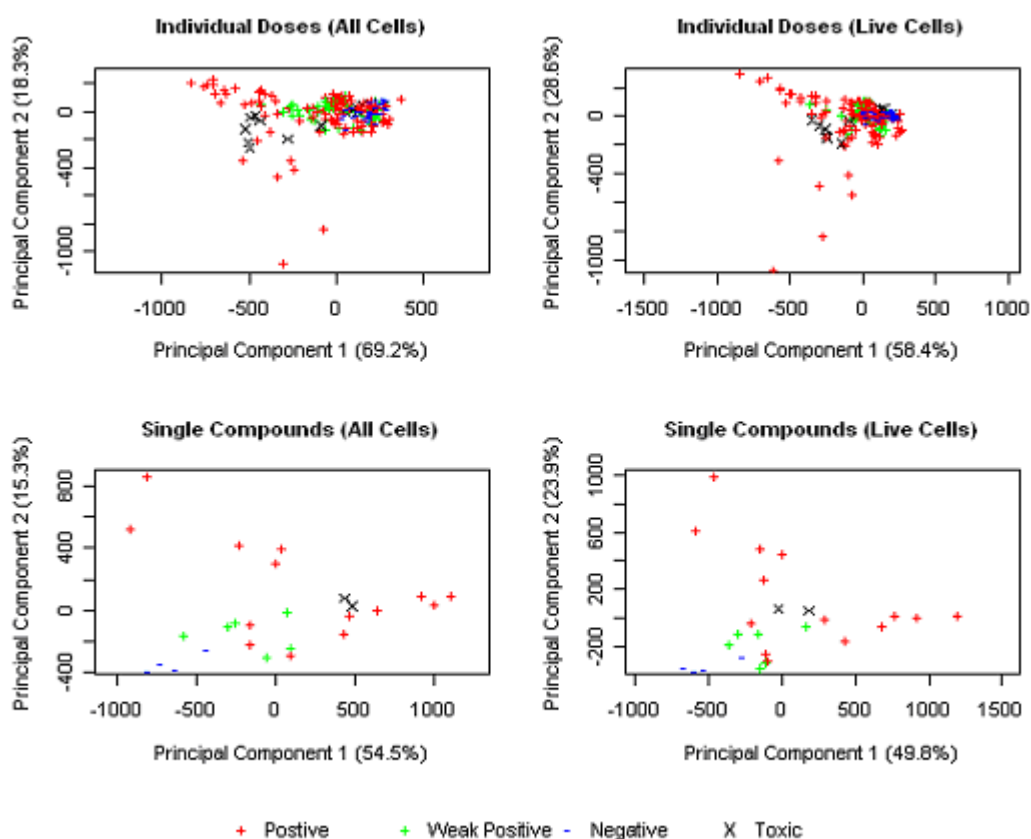 Individual Doses (All Cells)
Principal Component 2 (18.3%)
0
-400
-1000
-1000 -500 0 500
Principal Component 1 (69.2%)
Individual Doses (Live Cells)
Principal Component 2 (28.6%)
0
-400
-1000
-1500 -1000 -500 0 500 1000
Principal Component 1 (58.4%)
Single Compounds (All Cells)
Principal Component 2 (15.3%)
800
400
0
-400
-1000 -500 0 500 1000
Principal Component 1 (54.5%)
Single Compounds (Live Cells)
Principal Component 2 (23.9%)
1000
600
200
-200
-1000 -500 0 500 1000 1500
Principal Component 1 (49.8%)
+ Postive + Weak Positive - Negative X Toxic